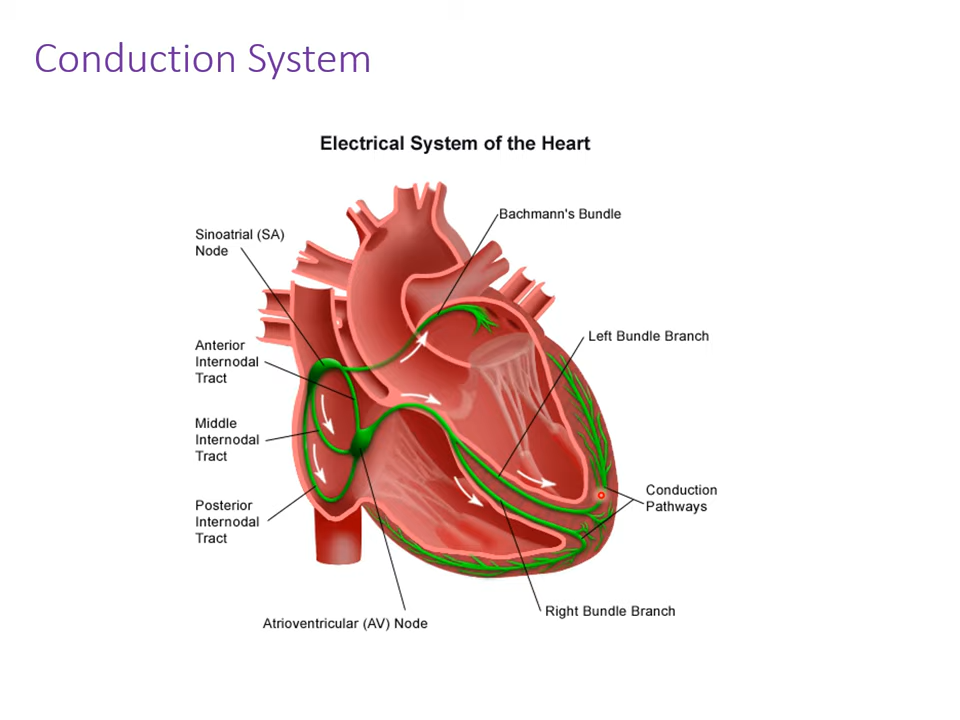 Conduction System
Electrical System of the Heart
Bachmann's Bundle
Sinoatrial (SA)
Node
Left Bundle Branch
Anterior
Internodal
Tract
Middle
Internodal
Tract
Conduction
Pathways
Posterior
Internodal
Tract
Right Bundle Branch
Atrioventricular (AV) Node